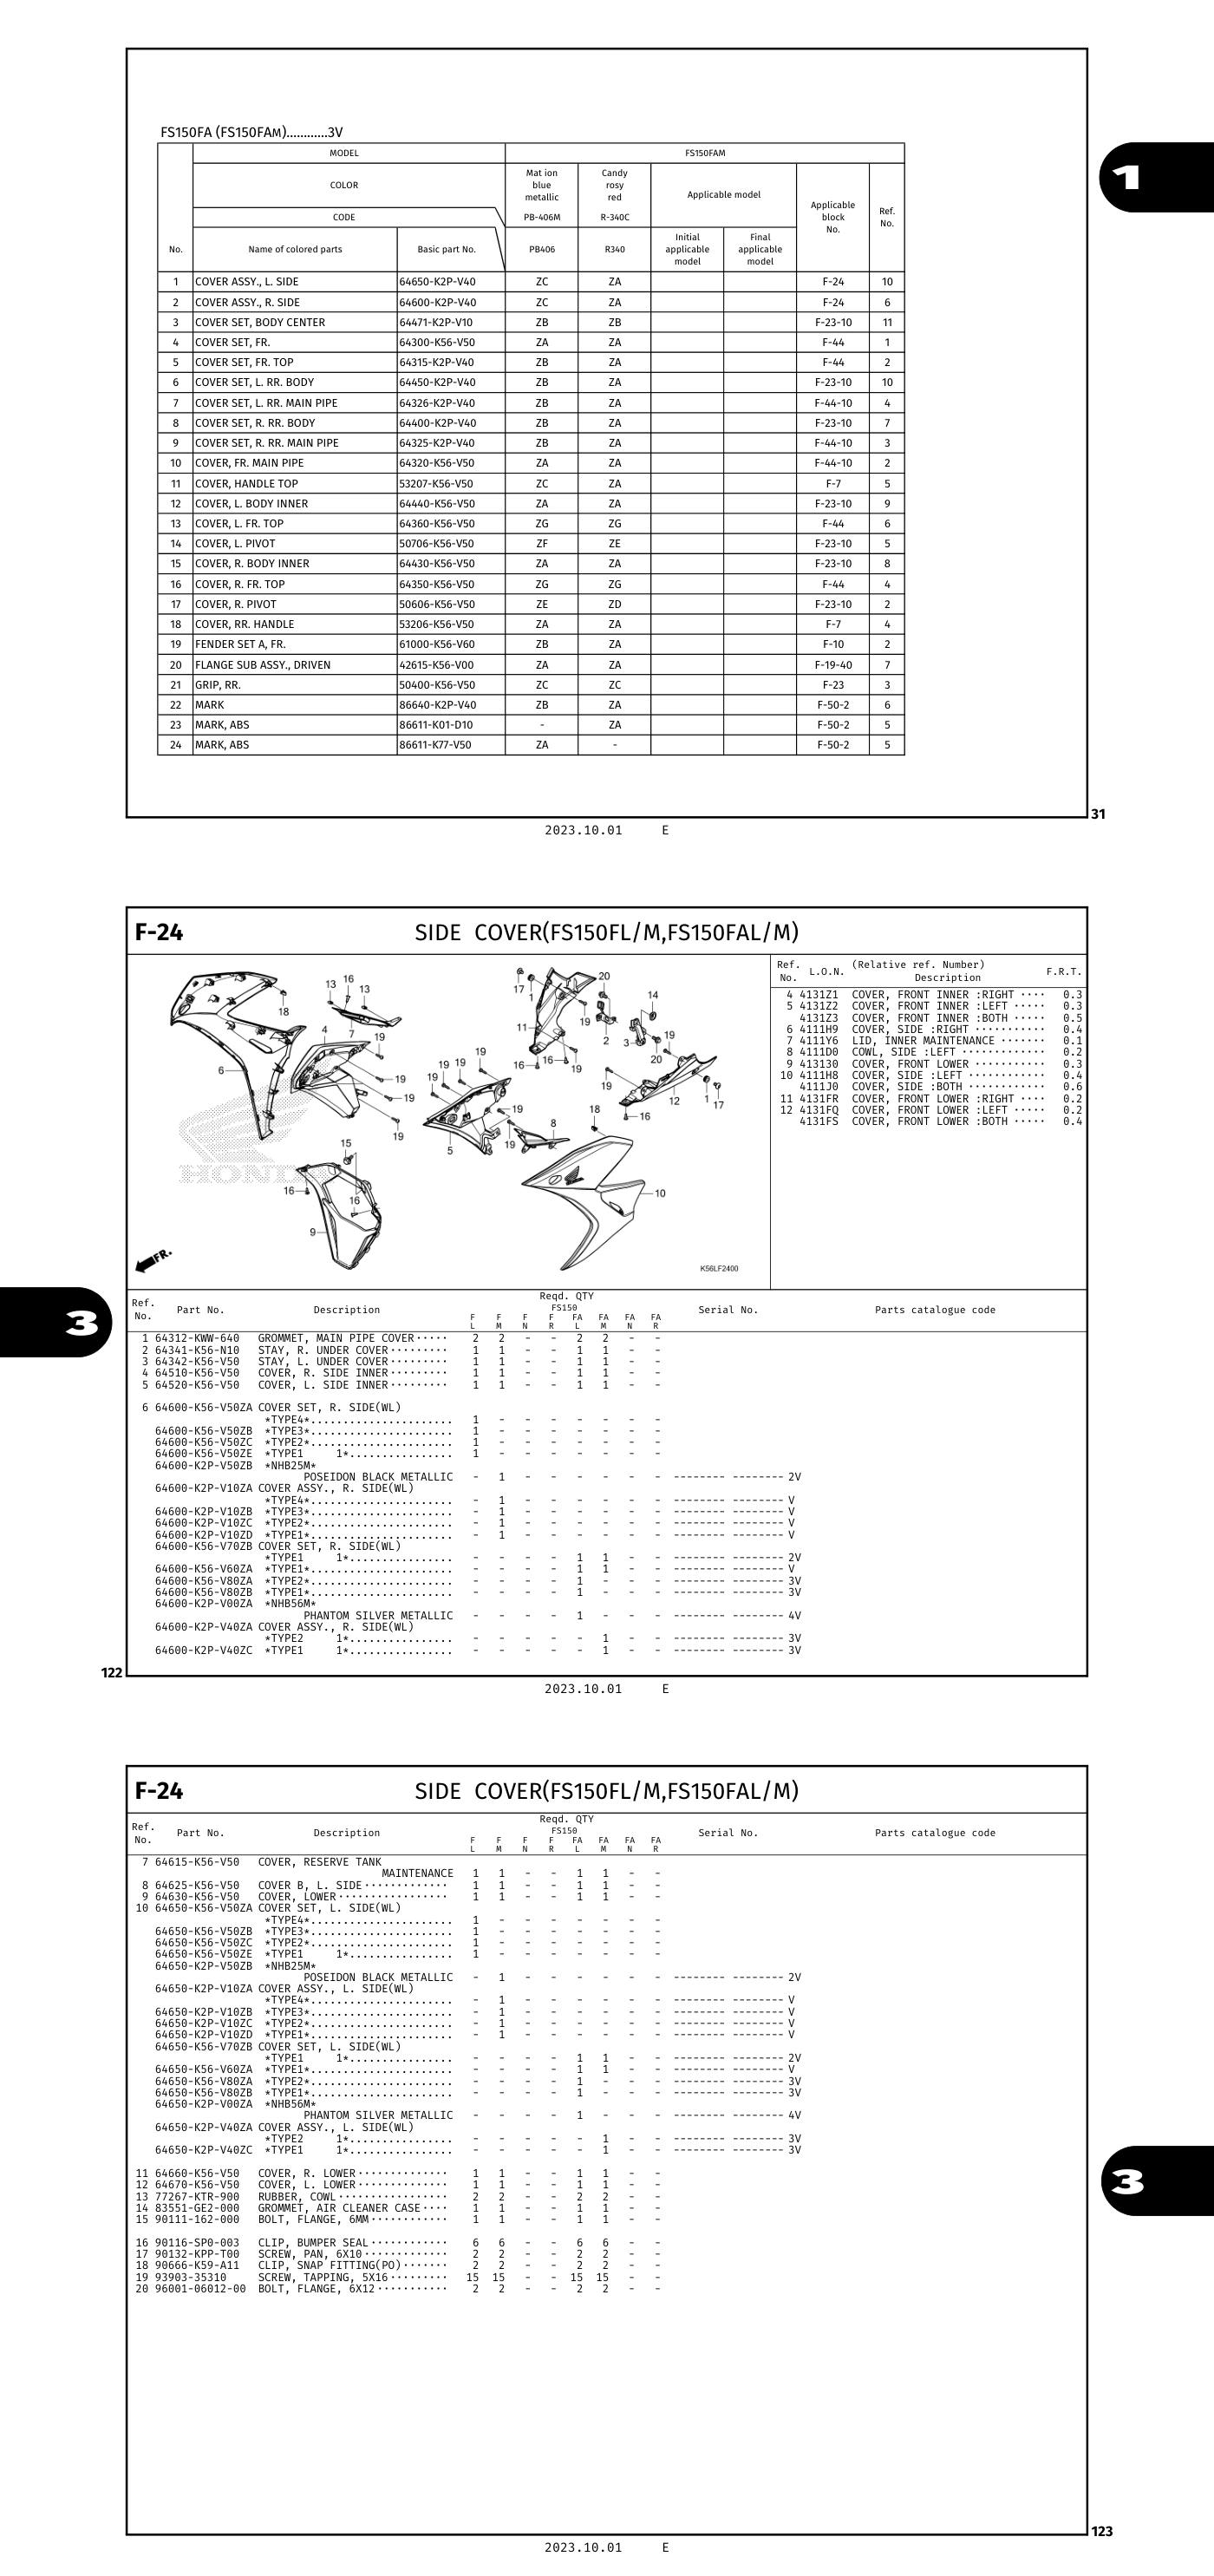 FS150FA (FS150FAM)............3V
MODEL FS150FAM
COLOR Mat ion blue metallic Candy rosy red Applicable model Applicable block No. Ref. No.
CODE PB-406M R-340C
No. Name of colored parts Basic part No. PB406 R340 Initial applicable model Final applicable model
1 COVER ASSY., L. SIDE 64650-K2P-V40 ZC ZA F-24 10
2 COVER ASSY., R. SIDE 64600-K2P-V40 ZC ZA F-24 6
3 COVER SET, BODY CENTER 64471-K2P-V10 ZB ZB F-23-10 11
4 COVER SET, FR. 64300-K56-V50 ZA ZA F-44 1
5 COVER SET, FR. TOP 64315-K2P-V40 ZB ZA F-44 2
6 COVER SET, L. RR. BODY 64450-K2P-V40 ZB ZA F-23-10 10
7 COVER SET, L. RR. MAIN PIPE 64326-K2P-V40 ZB ZA F-44-10 4
8 COVER SET, R. RR. BODY 64400-K2P-V40 ZB ZA F-23-10 7
9 COVER SET, R. RR. MAIN PIPE 64325-K2P-V40 ZB ZA F-44-10 3
10 COVER, FR. MAIN PIPE 64320-K56-V50 ZA ZA F-44-10 2
11 COVER, HANDLE TOP 53207-K56-V50 ZC ZA F-7 5
12 COVER, L. BODY INNER 64440-K56-V50 ZA ZA F-23-10 9
13 COVER, L. FR. TOP 64360-K56-V50 ZG ZG F-44 6
14 COVER, L. PIVOT 50706-K56-V50 ZF ZE F-23-10 5
15 COVER, R. BODY INNER 64430-K56-V50 ZA ZA F-23-10 8
16 COVER, R. FR. TOP 64350-K56-V50 ZG ZG F-44 4
17 COVER, R. PIVOT 50606-K56-V50 ZE ZD F-23-10 2
18 COVER, RR. HANDLE 53206-K56-V50 ZA ZA F-7 4
19 FENDER SET A, FR. 61000-K56-V60 ZB ZA F-10 2
20 FLANGE SUB ASSY., DRIVEN 42615-K56-V00 ZA ZA F-19-40 7
21 GRIP, RR. 50400-K56-V50 ZC ZC F-23 3
22 MARK 86640-K2P-V40 ZB ZA F-50-2 6
23 MARK, ABS 86611-K01-D10 - ZA F-50-2 5
24 MARK, ABS 86611-K77-V50 ZA - F-50-2 5
1
31
2023.10.01 E
F-24 SIDE COVER(FS150FL/M,FS150FAL/M)
Ref. No. L.O.N. (Relative ref. Number) Description F.R.T.
4 4131Z1 COVER, FRONT INNER :RIGHT ···· 0.3
5 4131Z2 COVER, FRONT INNER :LEFT ····· 0.3
4131Z3 COVER, FRONT INNER :BOTH ····· 0.5
6 4111H9 COVER, SIDE :RIGHT ··········· 0.4
7 4111Y6 LID, INNER MAINTENANCE ······· 0.1
8 4111D0 COWL, SIDE :LEFT ············· 0.2
9 413130 COVER, FRONT LOWER ··········· 0.3
10 4111H8 COVER, SIDE :LEFT ············ 0.4
4111J0 COVER, SIDE :BOTH ············ 0.6
11 4131FR COVER, FRONT LOWER :RIGHT ···· 0.2
12 4131FQ COVER, FRONT LOWER :LEFT ····· 0.2
4131FS COVER, FRONT LOWER :BOTH ····· 0.4
13 16 13 18 4 7 19 6 19 19 19
17 1 20 14 11 19 2 3 19 20 16 16 19 12 1 17 16
19 19 19 19 19 8 5 18 10
15 16 16 9
HONDA
FR.
K56LF2400
3
Ref. No. Part No. Description Reqd. QTY FS150 Serial No. Parts catalogue code
F F F F FA FA FA FA
L M N R L M N R
1 64312-KWW-640 GROMMET, MAIN PIPE COVER····· 2 2 - - 2 2 - -
2 64341-K56-N10 STAY, R. UNDER COVER········· 1 1 - - 1 1 - -
3 64342-K56-V50 STAY, L. UNDER COVER········· 1 1 - - 1 1 - -
4 64510-K56-V50 COVER, R. SIDE INNER········· 1 1 - - 1 1 - -
5 64520-K56-V50 COVER, L. SIDE INNER········· 1 1 - - 1 1 - -
6 64600-K56-V50ZA COVER SET, R. SIDE(WL)
*TYPE4*...................... 1 - - - - - - -
64600-K56-V50ZB *TYPE3*...................... 1 - - - - - - -
64600-K56-V50ZC *TYPE2*...................... 1 - - - - - - -
64600-K56-V50ZE *TYPE1 1*................ 1 - - - - - - -
64600-K2P-V50ZB *NHB25M*
POSEIDON BLACK METALLIC - 1 - - - - - - -------- -------- 2V
64600-K2P-V10ZA COVER ASSY., R. SIDE(WL)
*TYPE4*...................... - 1 - - - - - - -------- -------- V
64600-K2P-V10ZB *TYPE3*...................... - 1 - - - - - - -------- -------- V
64600-K2P-V10ZC *TYPE2*...................... - 1 - - - - - - -------- -------- V
64600-K2P-V10ZD *TYPE1*...................... - 1 - - - - - - -------- -------- V
64600-K56-V70ZB COVER SET, R. SIDE(WL)
*TYPE1 1*................ - - - - 1 1 - - -------- -------- 2V
64600-K56-V60ZA *TYPE1*...................... - - - - 1 1 - - -------- -------- V
64600-K56-V80ZA *TYPE2*...................... - - - - 1 - - - -------- -------- 3V
64600-K56-V80ZB *TYPE1*...................... - - - - 1 - - - -------- -------- 3V
64600-K2P-V00ZA *NHB56M*
PHANTOM SILVER METALLIC - - - - 1 - - - -------- -------- 4V
64600-K2P-V40ZA COVER ASSY., R. SIDE(WL)
*TYPE2 1*................ - - - - - 1 - - -------- -------- 3V
64600-K2P-V40ZC *TYPE1 1*................ - - - - - 1 - - -------- -------- 3V
122
2023.10.01 E
F-24 SIDE COVER(FS150FL/M,FS150FAL/M)
Ref. No. Part No. Description Reqd. QTY FS150 Serial No. Parts catalogue code
F F F F FA FA FA FA
L M N R L M N R
7 64615-K56-V50 COVER, RESERVE TANK
MAINTENANCE 1 1 - - 1 1 - -
8 64625-K56-V50 COVER B, L. SIDE············· 1 1 - - 1 1 - -
9 64630-K56-V50 COVER, LOWER················· 1 1 - - 1 1 - -
10 64650-K56-V50ZA COVER SET, L. SIDE(WL)
*TYPE4*...................... 1 - - - - - - -
64650-K56-V50ZB *TYPE3*...................... 1 - - - - - - -
64650-K56-V50ZC *TYPE2*...................... 1 - - - - - - -
64650-K56-V50ZE *TYPE1 1*................ 1 - - - - - - -
64650-K2P-V50ZB *NHB25M*
POSEIDON BLACK METALLIC - 1 - - - - - - -------- -------- 2V
64650-K2P-V10ZA COVER ASSY., L. SIDE(WL)
*TYPE4*...................... - 1 - - - - - - -------- -------- V
64650-K2P-V10ZB *TYPE3*...................... - 1 - - - - - - -------- -------- V
64650-K2P-V10ZC *TYPE2*...................... - 1 - - - - - - -------- -------- V
64650-K2P-V10ZD *TYPE1*...................... - 1 - - - - - - -------- -------- V
64650-K56-V70ZB COVER SET, L. SIDE(WL)
*TYPE1 1*................ - - - - 1 1 - - -------- -------- 2V
64650-K56-V60ZA *TYPE1*...................... - - - - 1 1 - - -------- -------- V
64650-K56-V80ZA *TYPE2*...................... - - - - 1 - - - -------- -------- 3V
64650-K56-V80ZB *TYPE1*...................... - - - - 1 - - - -------- -------- 3V
64650-K2P-V00ZA *NHB56M*
PHANTOM SILVER METALLIC - - - - 1 - - - -------- -------- 4V
64650-K2P-V40ZA COVER ASSY., L. SIDE(WL)
*TYPE2 1*................ - - - - - 1 - - -------- -------- 3V
64650-K2P-V40ZC *TYPE1 1*................ - - - - - 1 - - -------- -------- 3V
11 64660-K56-V50 COVER, R. LOWER·············· 1 1 - - 1 1 - -
12 64670-K56-V50 COVER, L. LOWER·············· 1 1 - - 1 1 - -
13 77267-KTR-900 RUBBER, COWL················· 2 2 - - 2 2 - -
14 83551-GE2-000 GROMMET, AIR CLEANER CASE···· 1 1 - - 1 1 - -
15 90111-162-000 BOLT, FLANGE, 6MM············ 1 1 - - 1 1 - -
16 90116-SP0-003 CLIP, BUMPER SEAL············ 6 6 - - 6 6 - -
17 90132-KPP-T00 SCREW, PAN, 6X10············· 2 2 - - 2 2 - -
18 90666-K59-A11 CLIP, SNAP FITTING(PO)······· 2 2 - - 2 2 - -
19 93903-35310 SCREW, TAPPING, 5X16········· 15 15 - - 15 15 - -
20 96001-06012-00 BOLT, FLANGE, 6X12··········· 2 2 - - 2 2 - -
3
123
2023.10.01 E